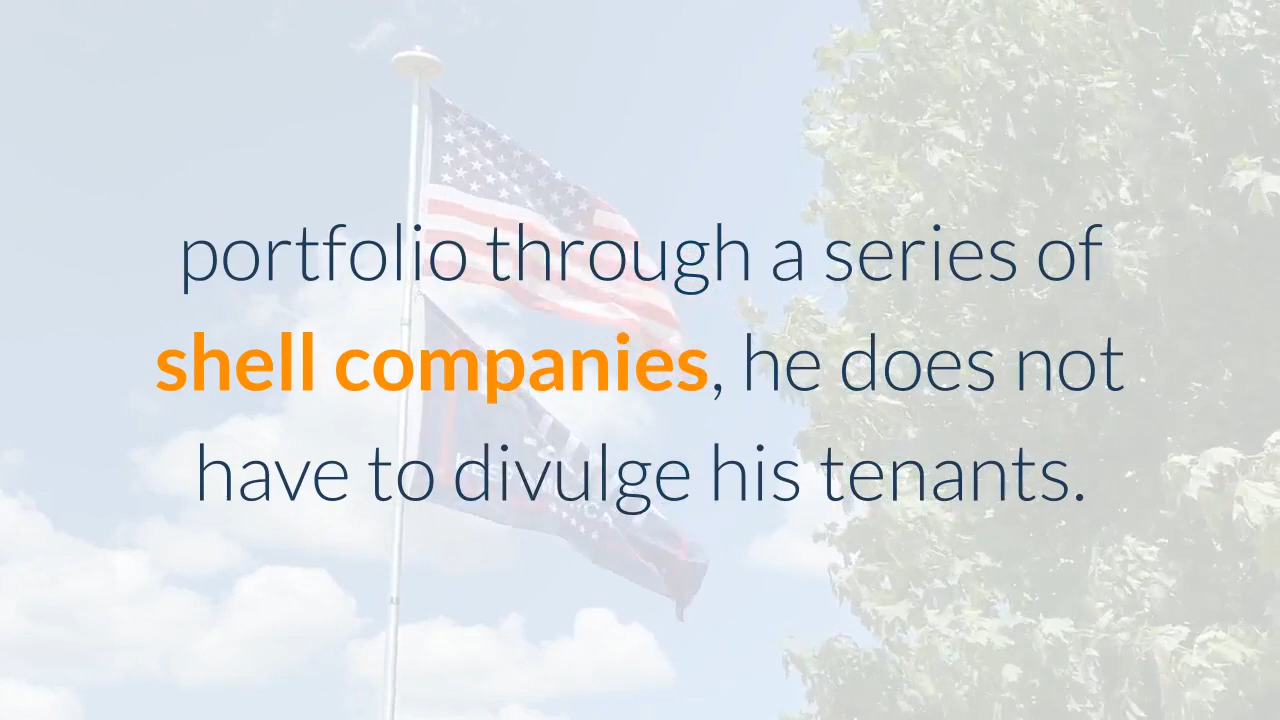 portfolio through a series of
shell companies, he does not
have to divulge his tenants.